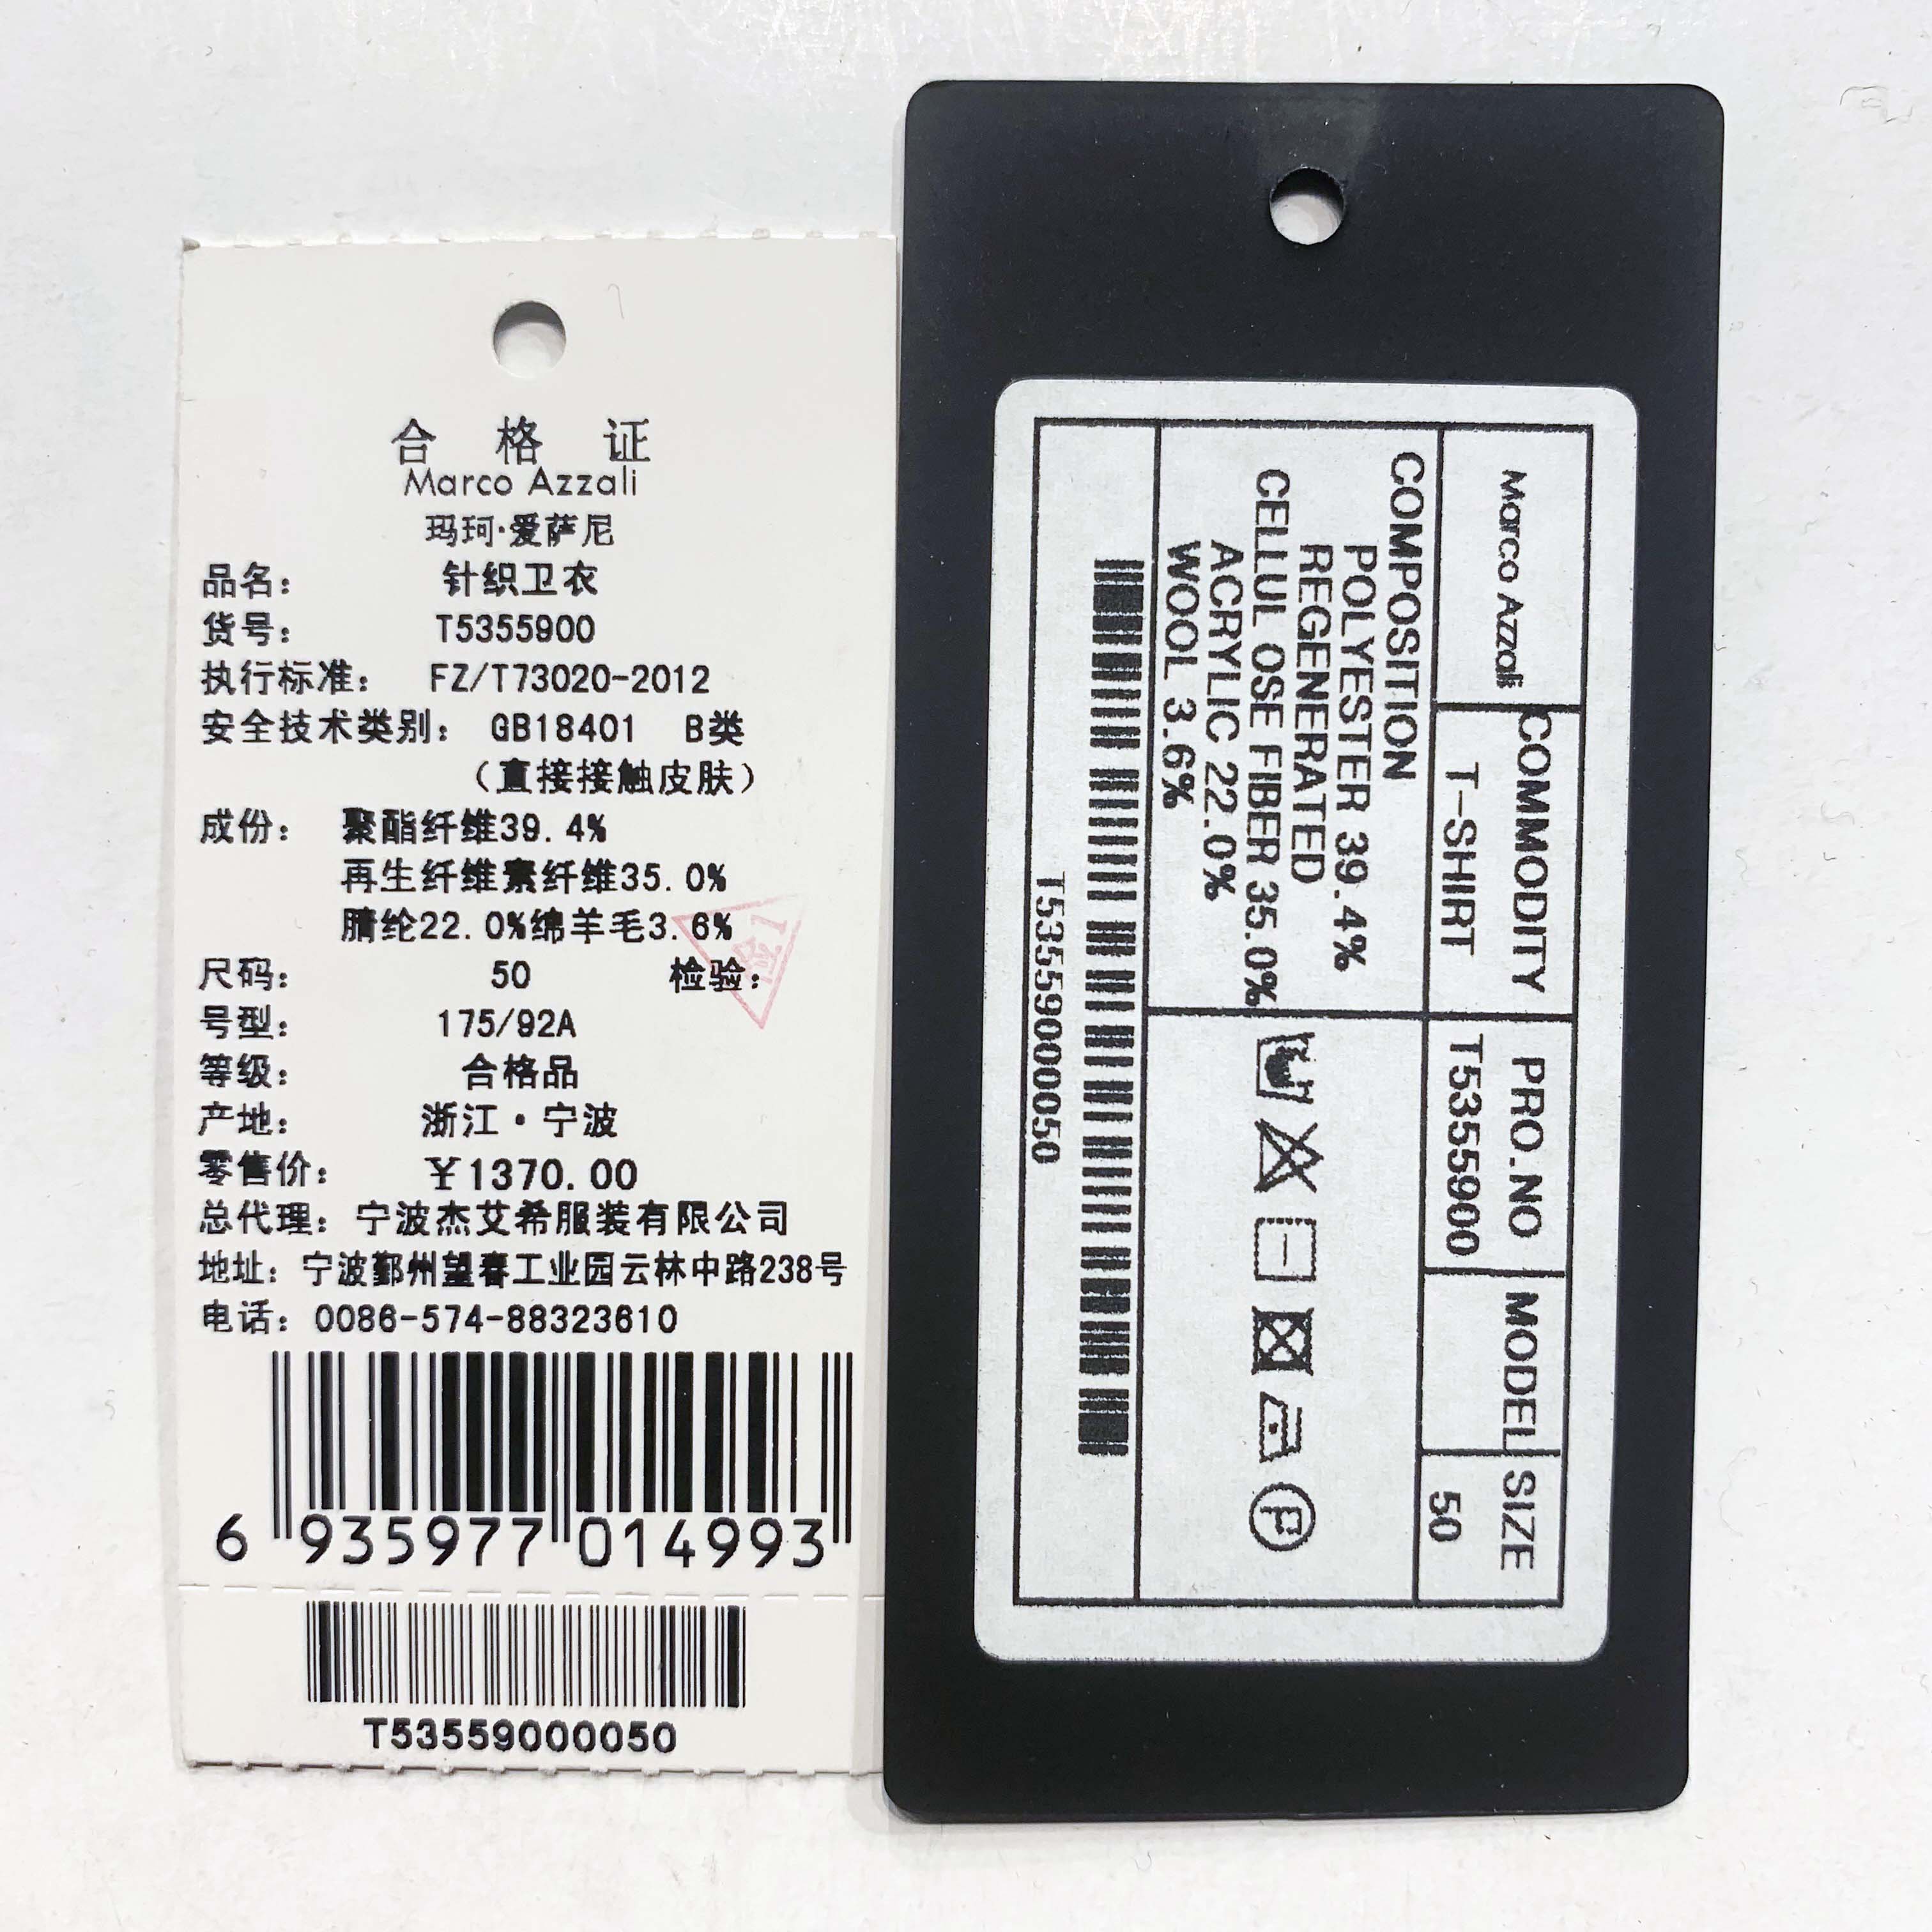 合格证
Marco Azzali
玛珂·爱萨尼
品名： 针织卫衣
货号： T5355900
执行标准： FZ/T73020-2012
安全技术类别： GB18401 B类
（直接接触皮肤）
成份： 聚酯纤维39.4%
再生纤维素纤维35.0%
腈纶22.0%绵羊毛3.6%
尺码： 50 检验：
号型： 175/92A
等级： 合格品
产地： 浙江·宁波
零售价： ￥1370.00
总代理： 宁波杰艾希服装有限公司
地址： 宁波鄞州望春工业园云林中路238号
电话： 0086-574-88323610
6 935977 014993
T53559000050
Marco Azzali
COMMODITY PRO.NO MODEL SIZE
T-SHIRT T5355900 50
COMPOSITION
POLYESTER 39.4%
REGENERATED
CELLUL OSE FIBER 35.0%
ACRYLIC 22.0%
WOOL 3.6%
P
T53559000050